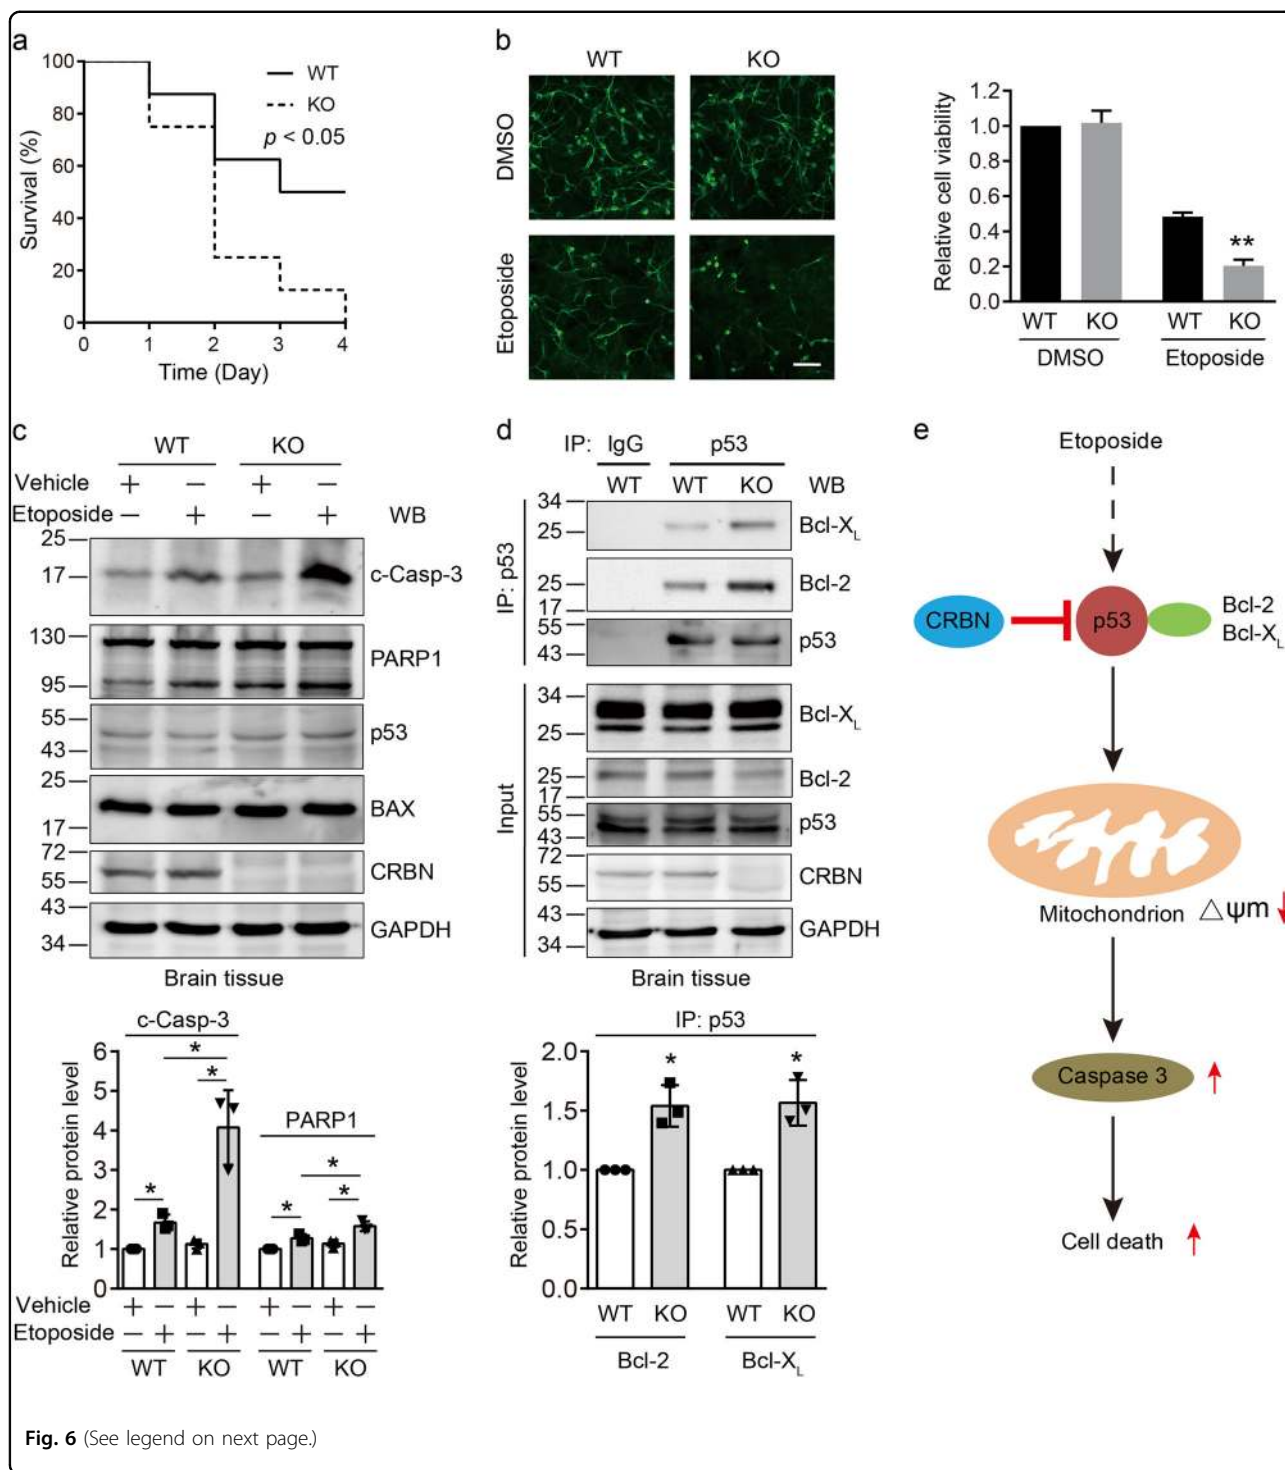 a
100
80
60
40
20
0
Survival (%)
WT
KO
p < 0.05
0 1 2 3 4
Time (Day)
b
WT KO
DMSO
Etoposide
1.2
1.0
0.8
0.6
0.4
0.2
0.0
Relative cell viability
**
WT KO WT KO
DMSO Etoposide
c
WT KO
Vehicle + − + −
Etoposide − + − + WB
25
17
c-Casp-3
130
95
PARP1
55
43
p53
25
17
BAX
72
55
CRBN
43
34
GAPDH
Brain tissue
c-Casp-3
6
5
4
3
2
1
0
Relative protein level
* * * * * *
PARP1
Vehicle + − + − + − + −
Etoposide − + − + − + − +
WT KO WT KO
d
IP: IgG p53
WT WT KO WB
IP: p53
34
25
Bcl-XL
25
17
Bcl-2
55
43
p53
Input
34
25
Bcl-XL
25
17
Bcl-2
55
43
p53
72
55
CRBN
43
34
GAPDH
Brain tissue
IP: p53
2.0
1.5
1.0
0.5
0.0
Relative protein level
* *
WT KO WT KO
Bcl-2 Bcl-XL
e
Etoposide
CRBN p53 Bcl-2
Bcl-XL
Mitochondrion △ψm
Caspase 3
Cell death
Fig. 6 (See legend on next page.)